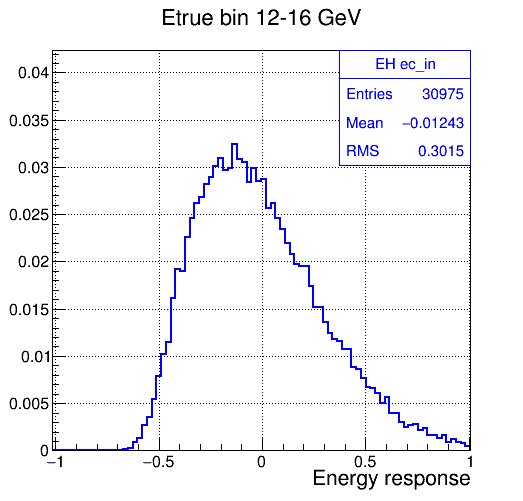 Etrue bin 12-16 GeV
EH ec_in
Entries 30975
Mean −0.01243
RMS 0.3015
0.04
0.035
0.03
0.025
0.02
0.015
0.01
0.005
0
−1 −0.5 0 0.5 1
Energy response